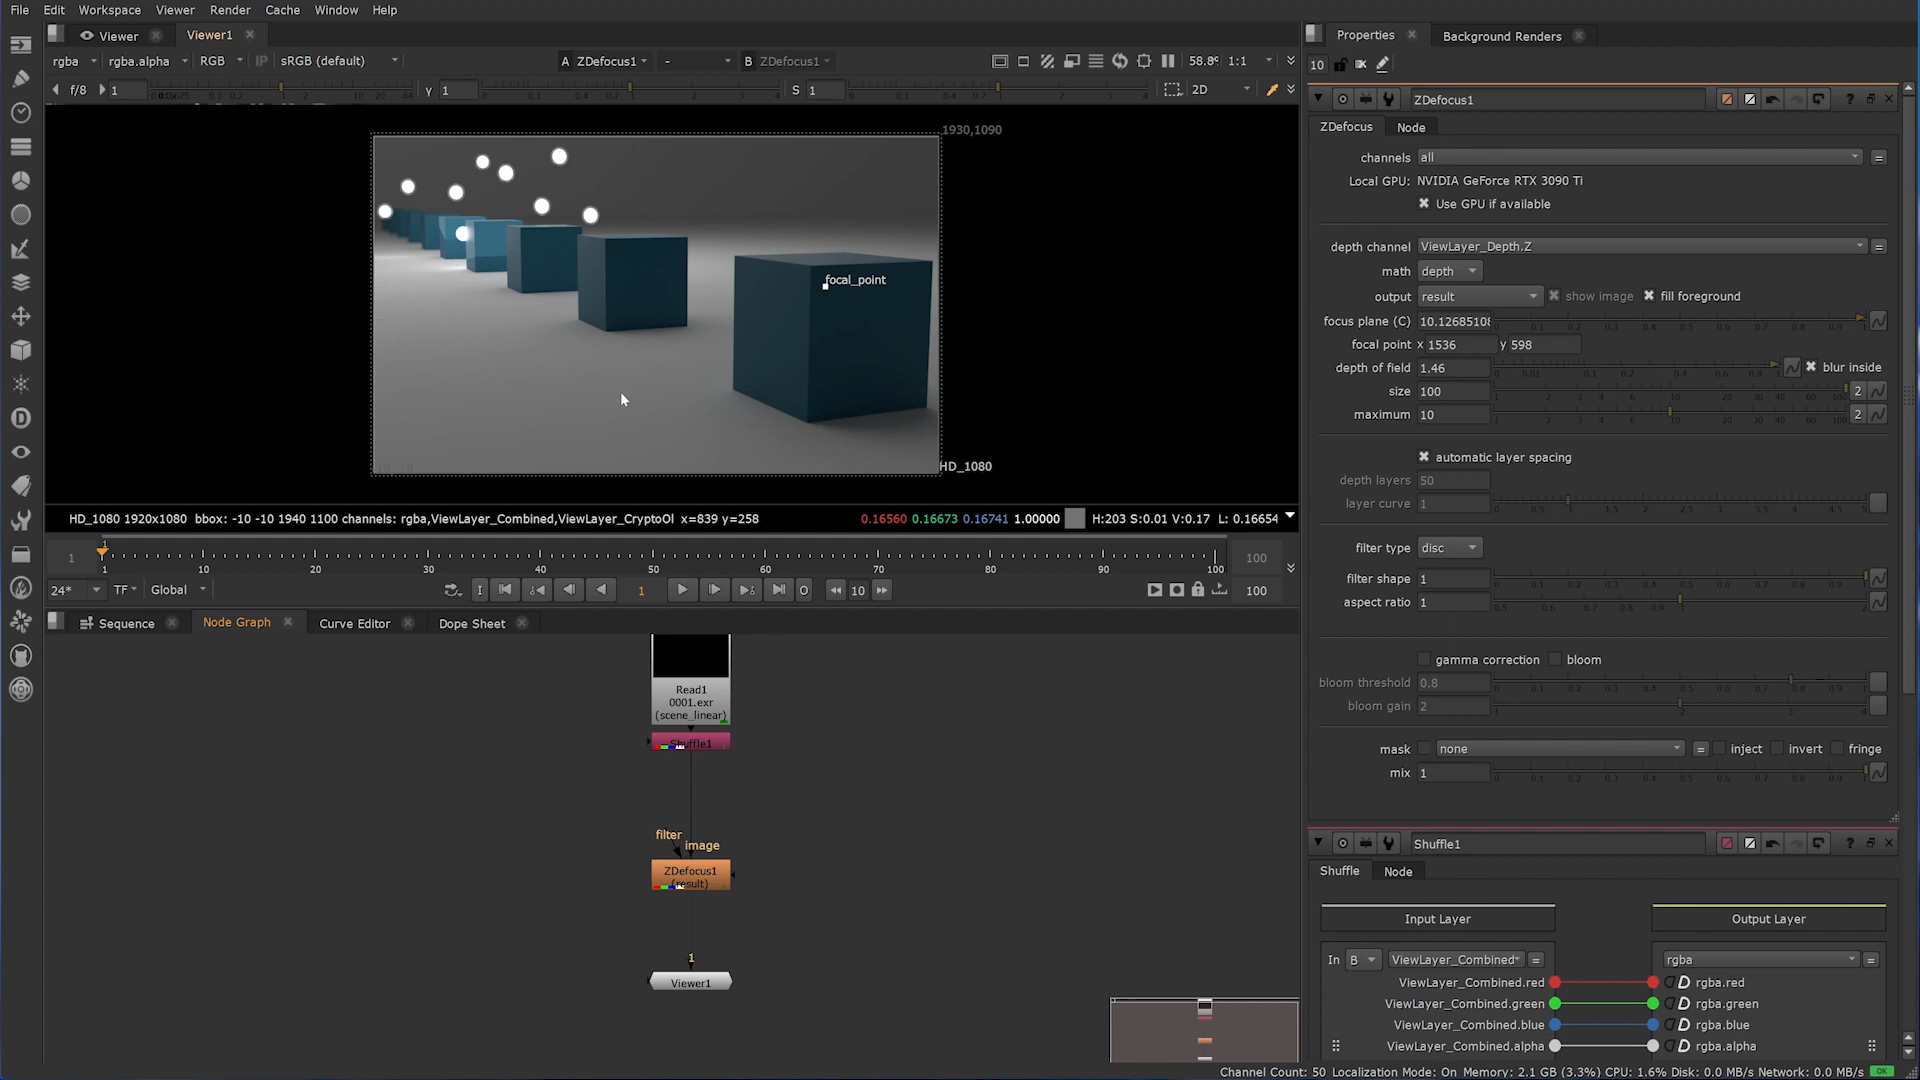 File Edit Workspace Viewer Render Cache Window Help
Viewer Viewer1
rgba rgba.alpha RGB IP sRGB (default) A ZDefocus1 - B ZDefocus1 58.8% 1:1
f/8 1 Y 1 S 1 2D
1930,1090
focal_point
HD_1080
HD_1080 1920x1080 bbox: -10 -10 1940 1100 channels: rgba,ViewLayer_Combined,ViewLayer_CryptoOl x=839 y=258 0.16560 0.16673 0.16741 1.00000 H:203 S:0.01 V:0.17 L: 0.16654
1 1 10 20 30 40 50 60 70 80 90 100 100
24* TF Global I 1 O 10 100
Sequence Node Graph Curve Editor Dope Sheet
Read1
0001.exr
(scene_linear)
Shuffle1
filter
image
ZDefocus1
(result)
1
Viewer1
Properties Background Renders
10
ZDefocus1
ZDefocus Node
channels all =
Local GPU: NVIDIA GeForce RTX 3090 Ti
Use GPU if available
depth channel ViewLayer_Depth.Z =
math depth
output result show image fill foreground
focus plane (C) 10.12685108
focal point x 1536 y 598
depth of field 1.46 blur inside
size 100 2
maximum 10 2
automatic layer spacing
depth layers 50
layer curve 1
filter type disc
filter shape 1
aspect ratio 1
gamma correction bloom
bloom threshold 0.8
bloom gain 2
mask none = inject invert fringe
mix 1
Shuffle1
Shuffle Node
Input Layer Output Layer
In B ViewLayer_Combined = rgba =
ViewLayer_Combined.red rgba.red
ViewLayer_Combined.green rgba.green
ViewLayer_Combined.blue rgba.blue
ViewLayer_Combined.alpha rgba.alpha
Channel Count: 50 Localization Mode: On Memory: 2.1 GB (3.3%) CPU: 1.6% Disk: 0.0 MB/s Network: 0.0 MB/s OK